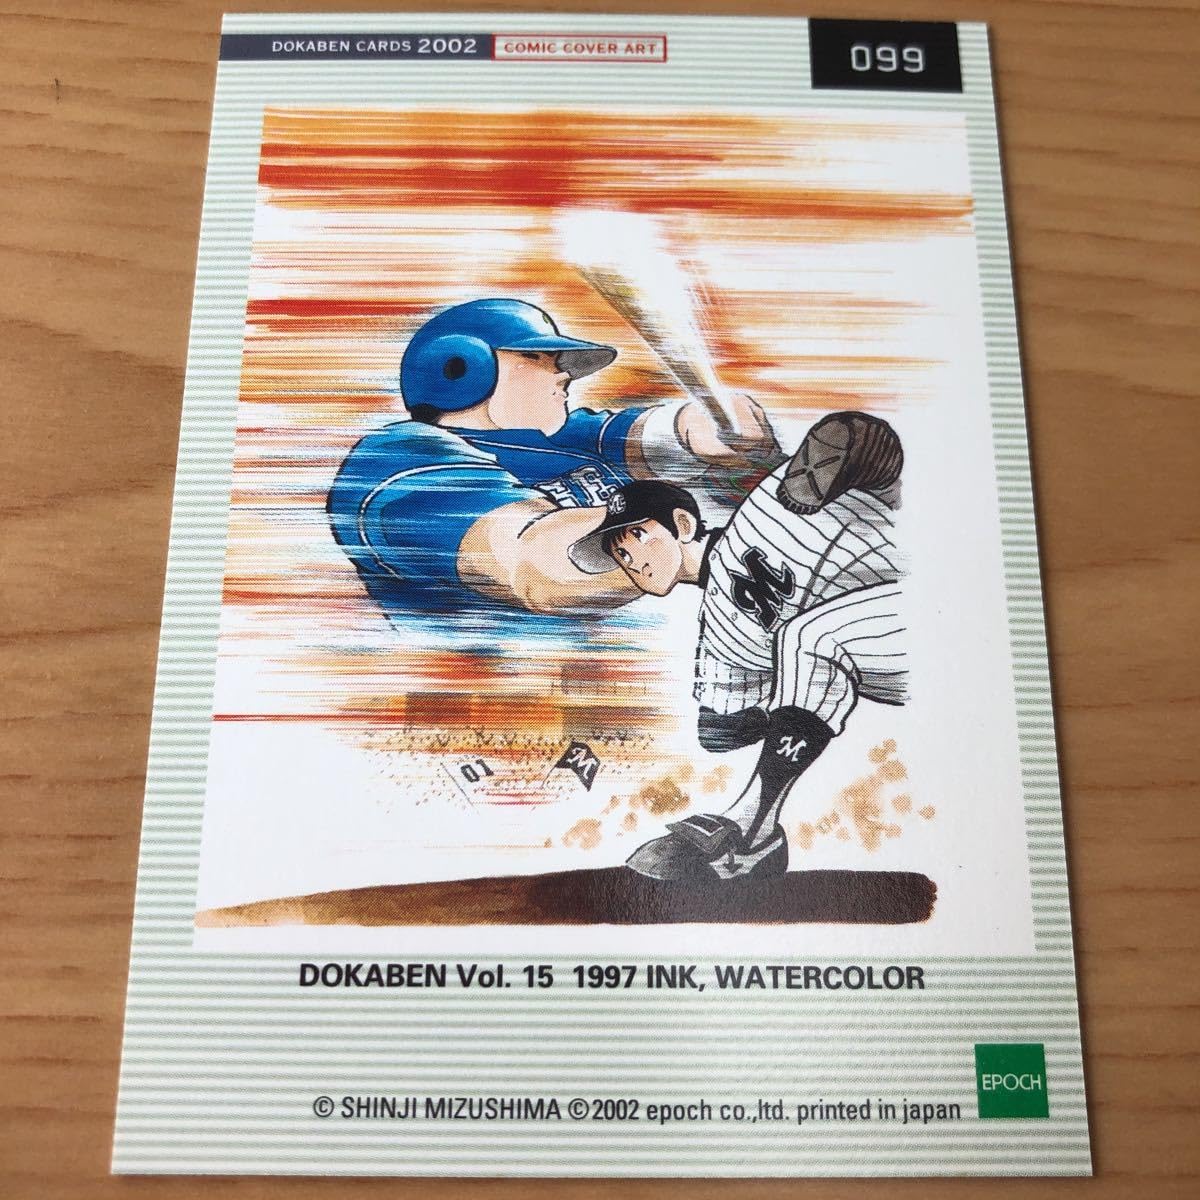 DOKABEN CARDS 2002 COMIC COVER ART
099
M
M
M
01
M
DOKABEN Vol. 15 1997 INK, WATERCOLOR
EPOCH
© SHINJI MIZUSHIMA © 2002 epoch co.,ltd. printed in japan